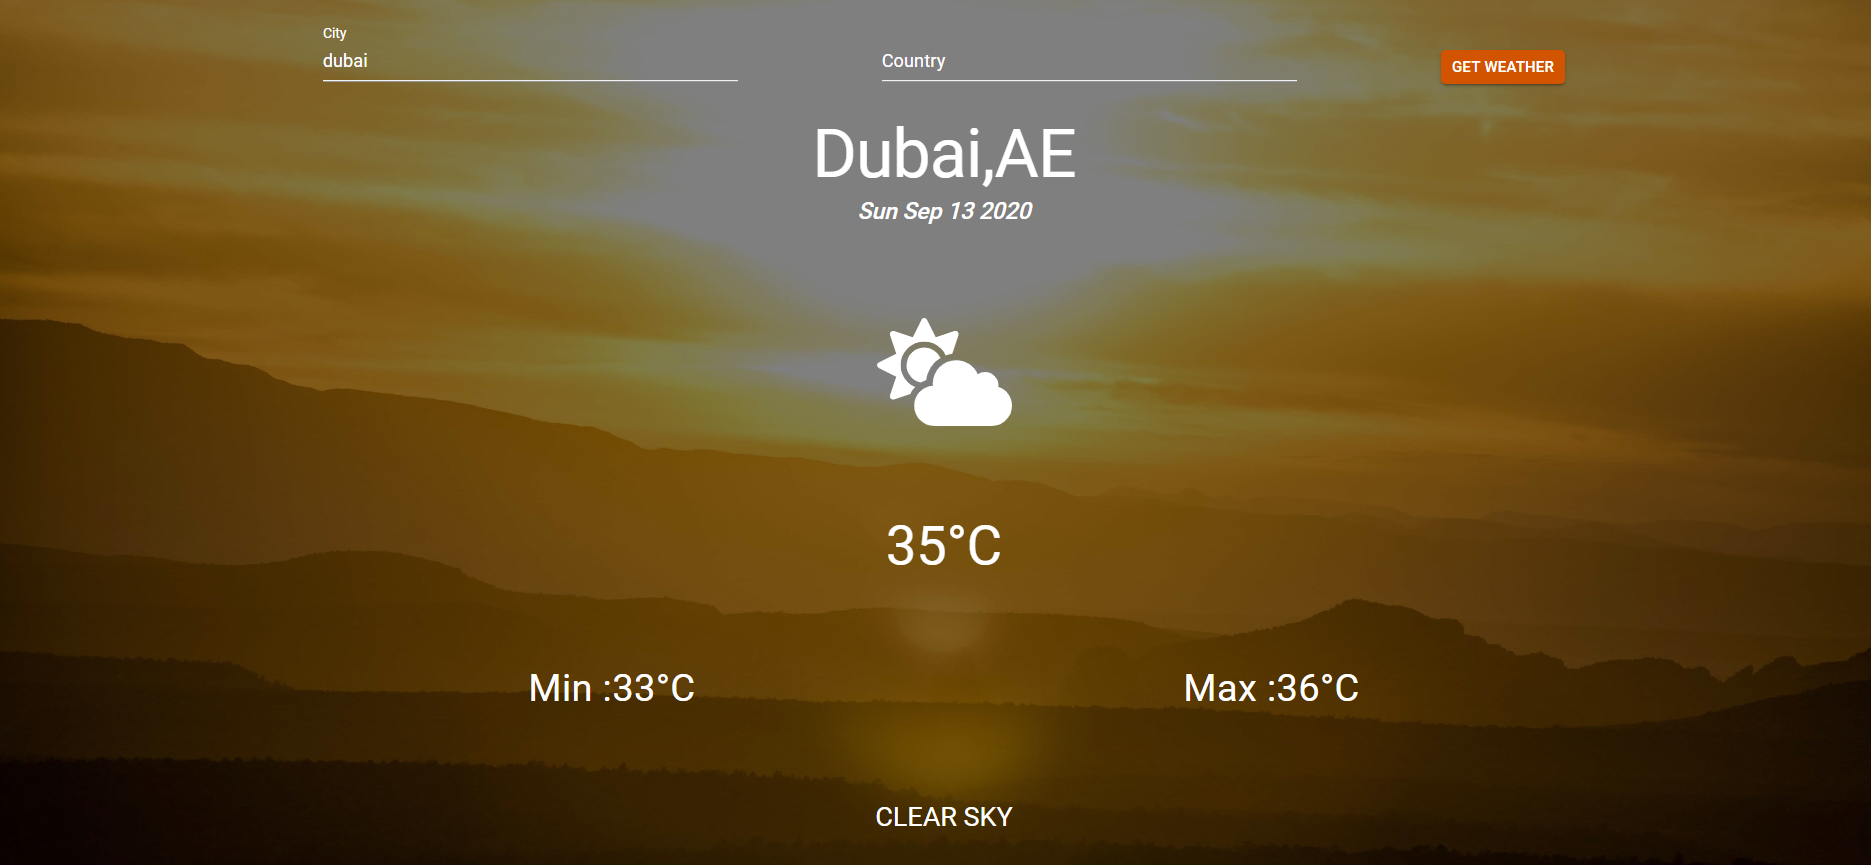 City
dubai
Country
GET WEATHER
Dubai,AE
Sun Sep 13 2020
35°C
Min :33°C
Max :36°C
CLEAR SKY